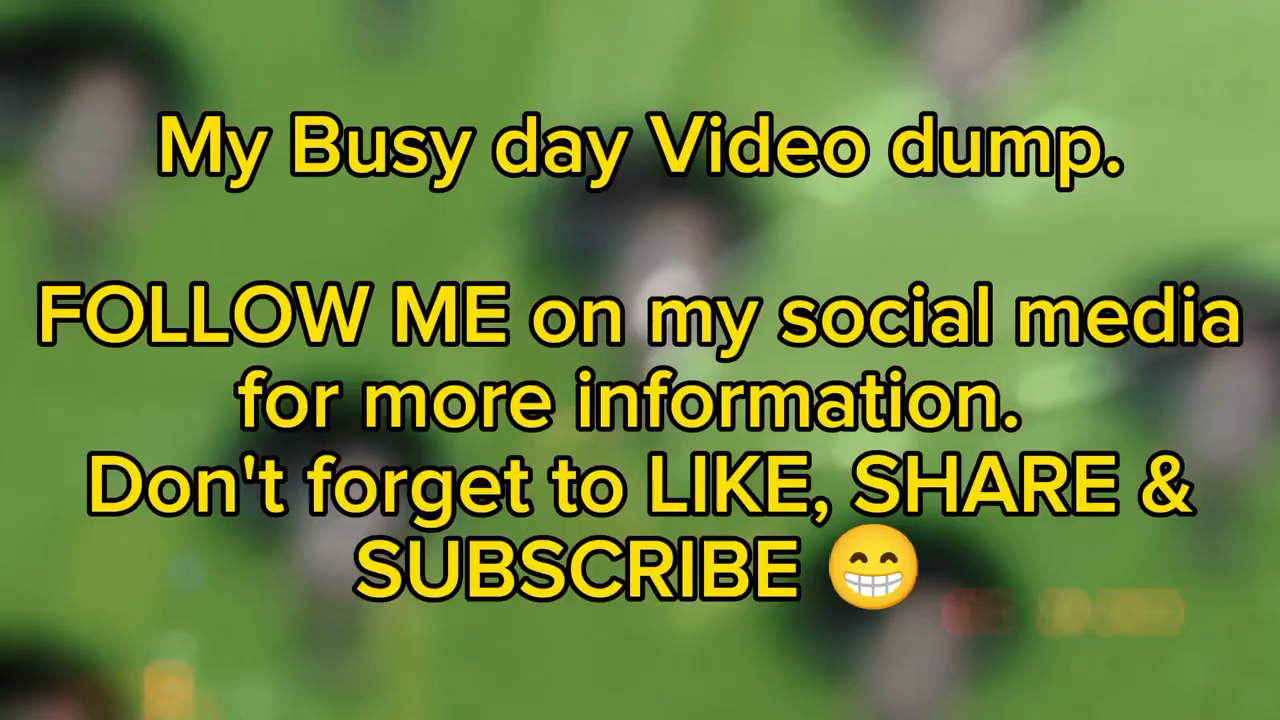 My Busy day Video dump.
FOLLOW ME on my social media
for more information.
Don't forget to LIKE, SHARE &
SUBSCRIBE 😁